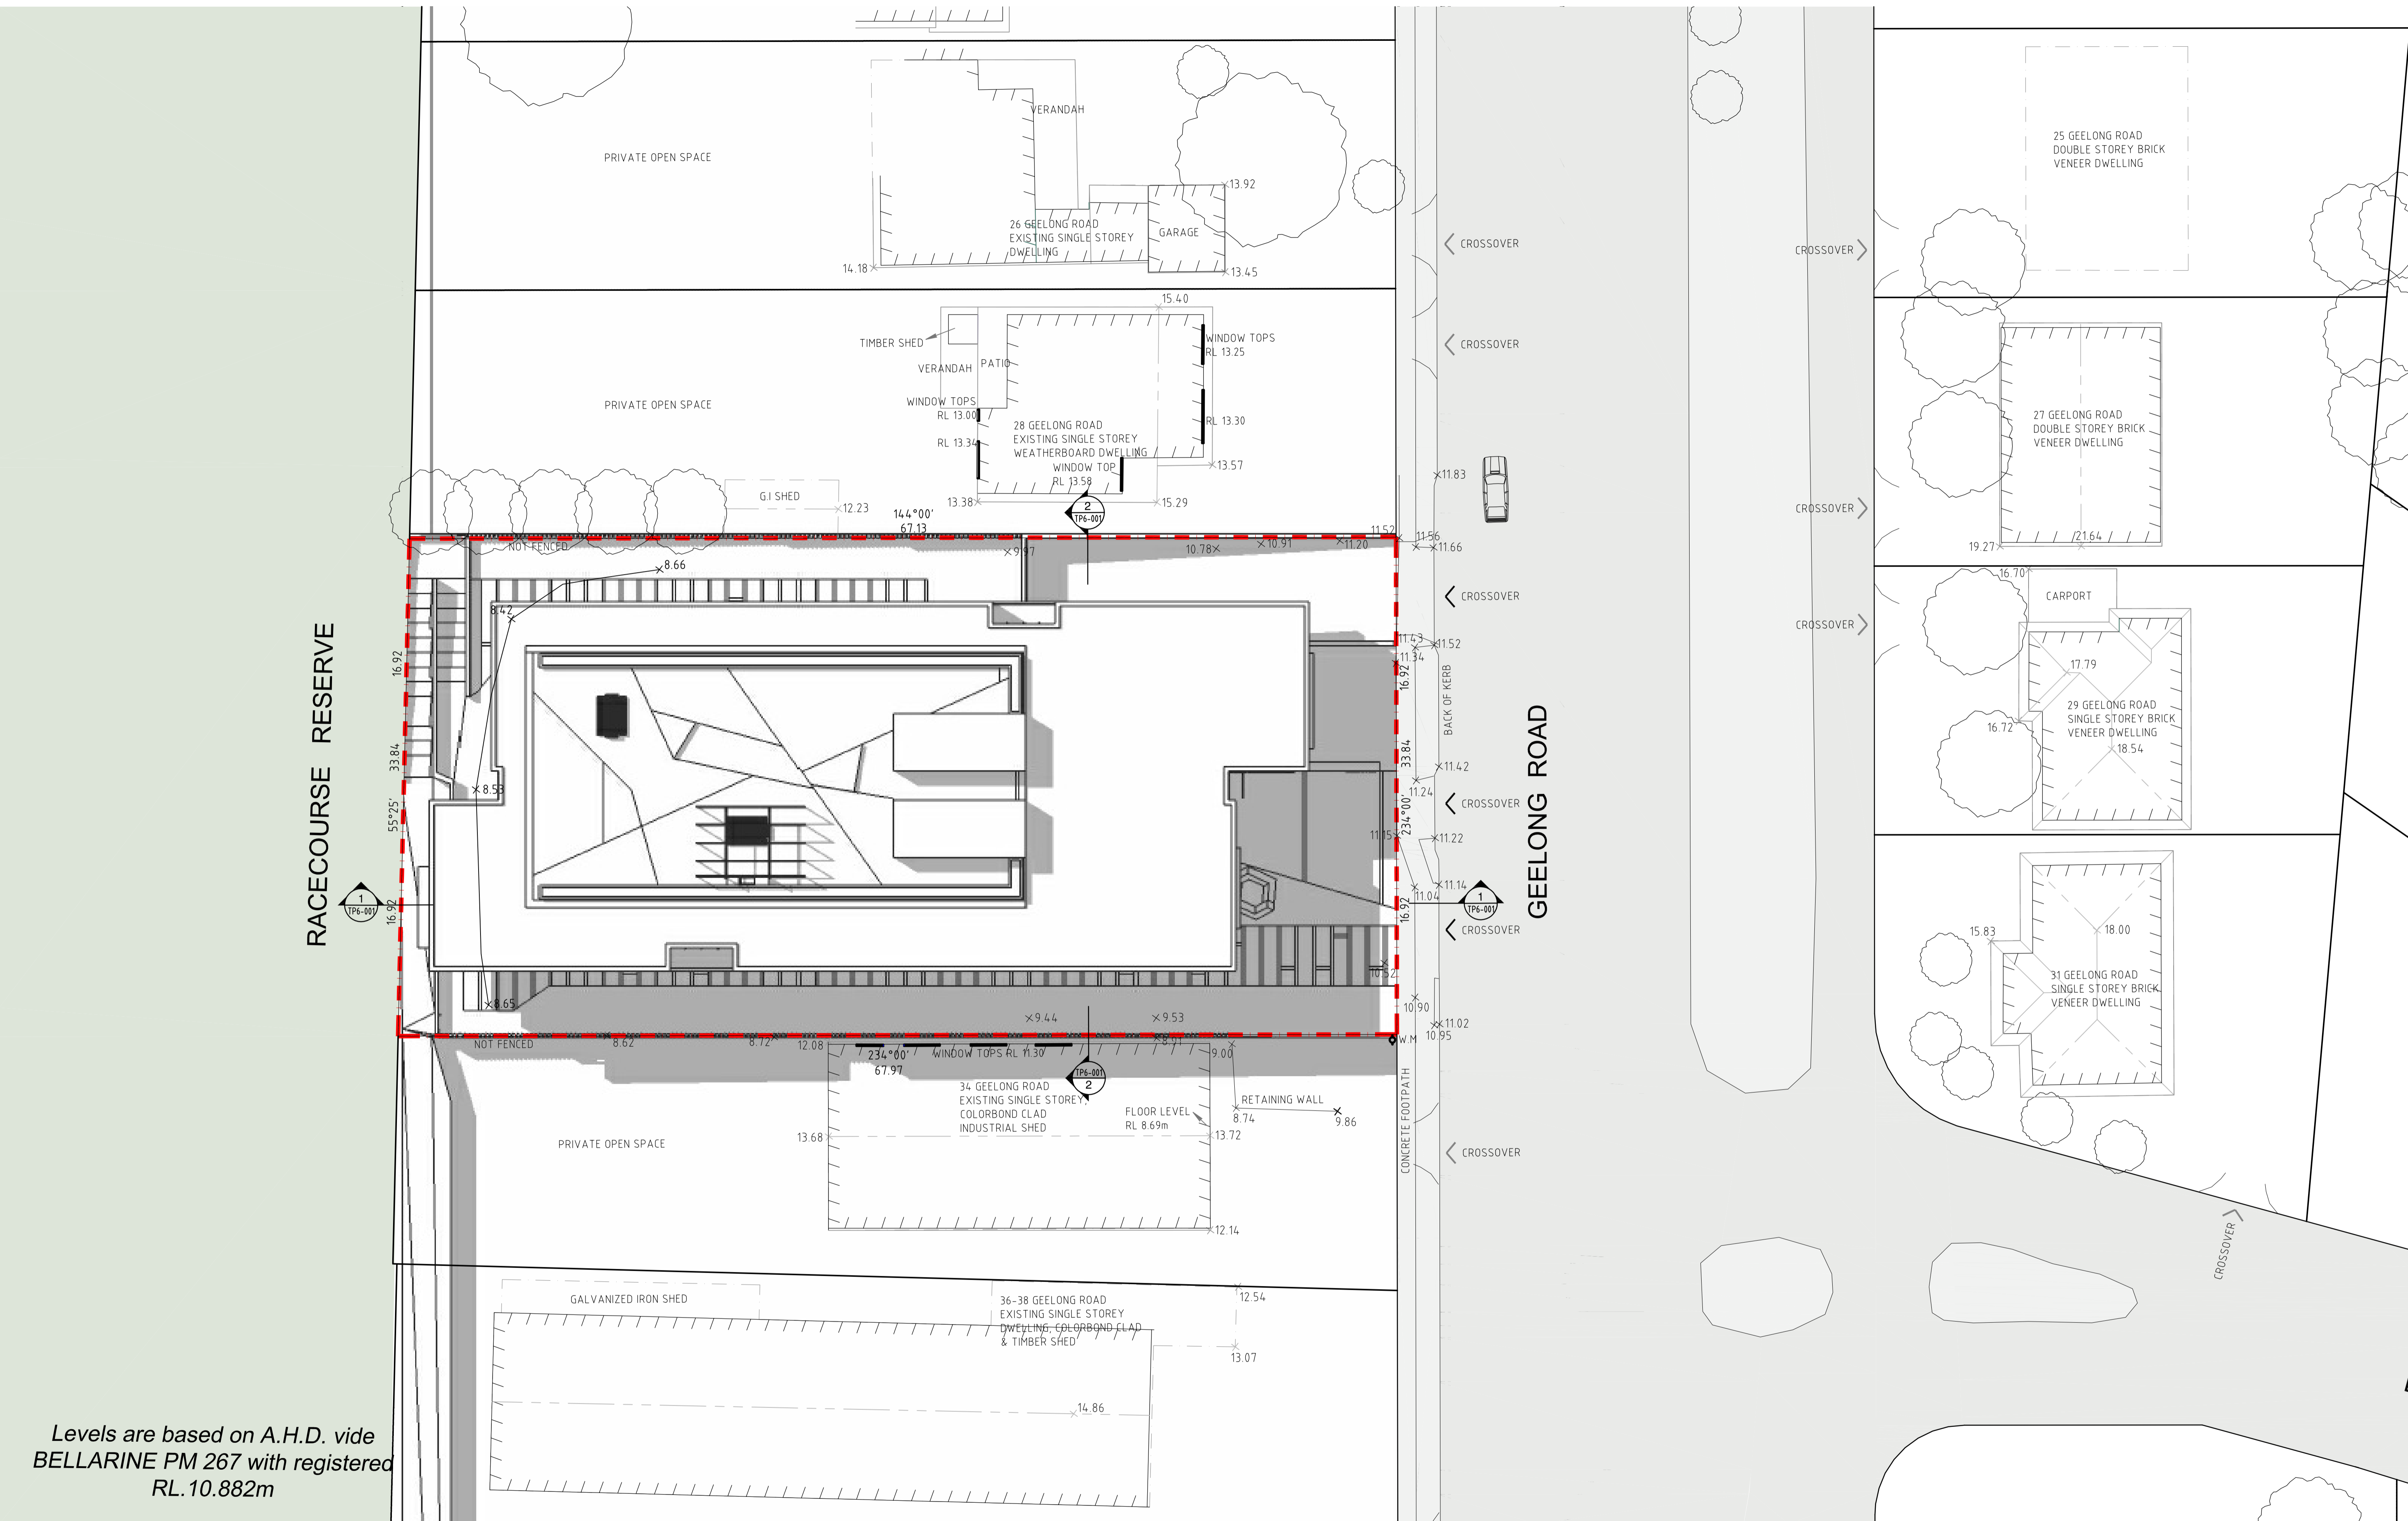 VERANDAH
PRIVATE OPEN SPACE
13.92
26 GEELONG ROAD
EXISTING SINGLE STOREY
DWELLING
GARAGE
14.18
13.45
CROSSOVER
CROSSOVER
25 GEELONG ROAD
DOUBLE STOREY BRICK
VENEER DWELLING
15.40
TIMBER SHED
VERANDAH
PATIO
WINDOW TOPS
RL 13.25
CROSSOVER
PRIVATE OPEN SPACE
WINDOW TOPS
RL 13.00
RL 13.34
RL 13.30
28 GEELONG ROAD
EXISTING SINGLE STOREY
WEATHERBOARD DWELLING
WINDOW TOP
RL 13.58
13.57
11.83
27 GEELONG ROAD
DOUBLE STOREY BRICK
VENEER DWELLING
G.I SHED
12.23
13.38
15.29
2
TP6-001
CROSSOVER
144°00'
67.13
11.52
11.56
11.66
19.27
21.64
NOT FENCED
9.97
10.78
10.91
11.20
8.66
8.42
CROSSOVER
16.70
CARPORT
CROSSOVER
11.43
11.52
11.34
16.92
16.92
17.79
16.72
29 GEELONG ROAD
SINGLE STOREY BRICK
VENEER DWELLING
18.54
RACECOURSE RESERVE
BACK OF KERB
GEELONG ROAD
33.84
33.84
55°25'
234°00'
8.53
11.42
11.24
CROSSOVER
11.15
11.22
11.14
11.04
1
TP6-001
16.92
16.92
1
TP6-001
CROSSOVER
15.83
18.00
31 GEELONG ROAD
SINGLE STOREY BRICK
VENEER DWELLING
10.52
8.65
10.90
9.44
9.53
11.02
10.95
W.M
NOT FENCED
8.62
8.72
12.08
234°00'
67.97
WINDOW TOPS RL 11.30
9.00
TP6-001
2
34 GEELONG ROAD
EXISTING SINGLE STOREY,
COLORBOND CLAD
INDUSTRIAL SHED
FLOOR LEVEL
RL 8.69m
RETAINING WALL
8.74
9.86
CONCRETE FOOTPATH
PRIVATE OPEN SPACE
13.68
13.72
CROSSOVER
12.14
CROSSOVER
GALVANIZED IRON SHED
36-38 GEELONG ROAD
EXISTING SINGLE STOREY
DWELLING, COLORBOND CLAD
& TIMBER SHED
12.54
13.07
14.86
Levels are based on A.H.D. vide
BELLARINE PM 267 with registered
RL.10.882m